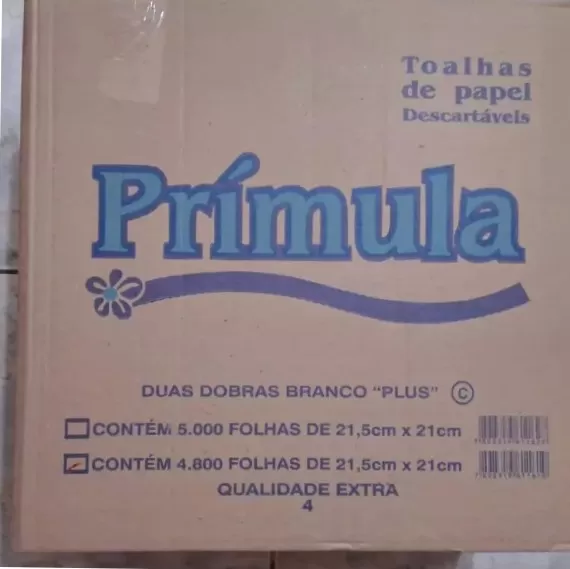 Toalhas
de papel
Descartáveis
Prímula
DUAS DOBRAS BRANCO "PLUS" ©
CONTÉM 5.000 FOLHAS DE 21,5cm x 21cm
CONTÉM 4.800 FOLHAS DE 21,5cm x 21cm
QUALIDADE EXTRA
4